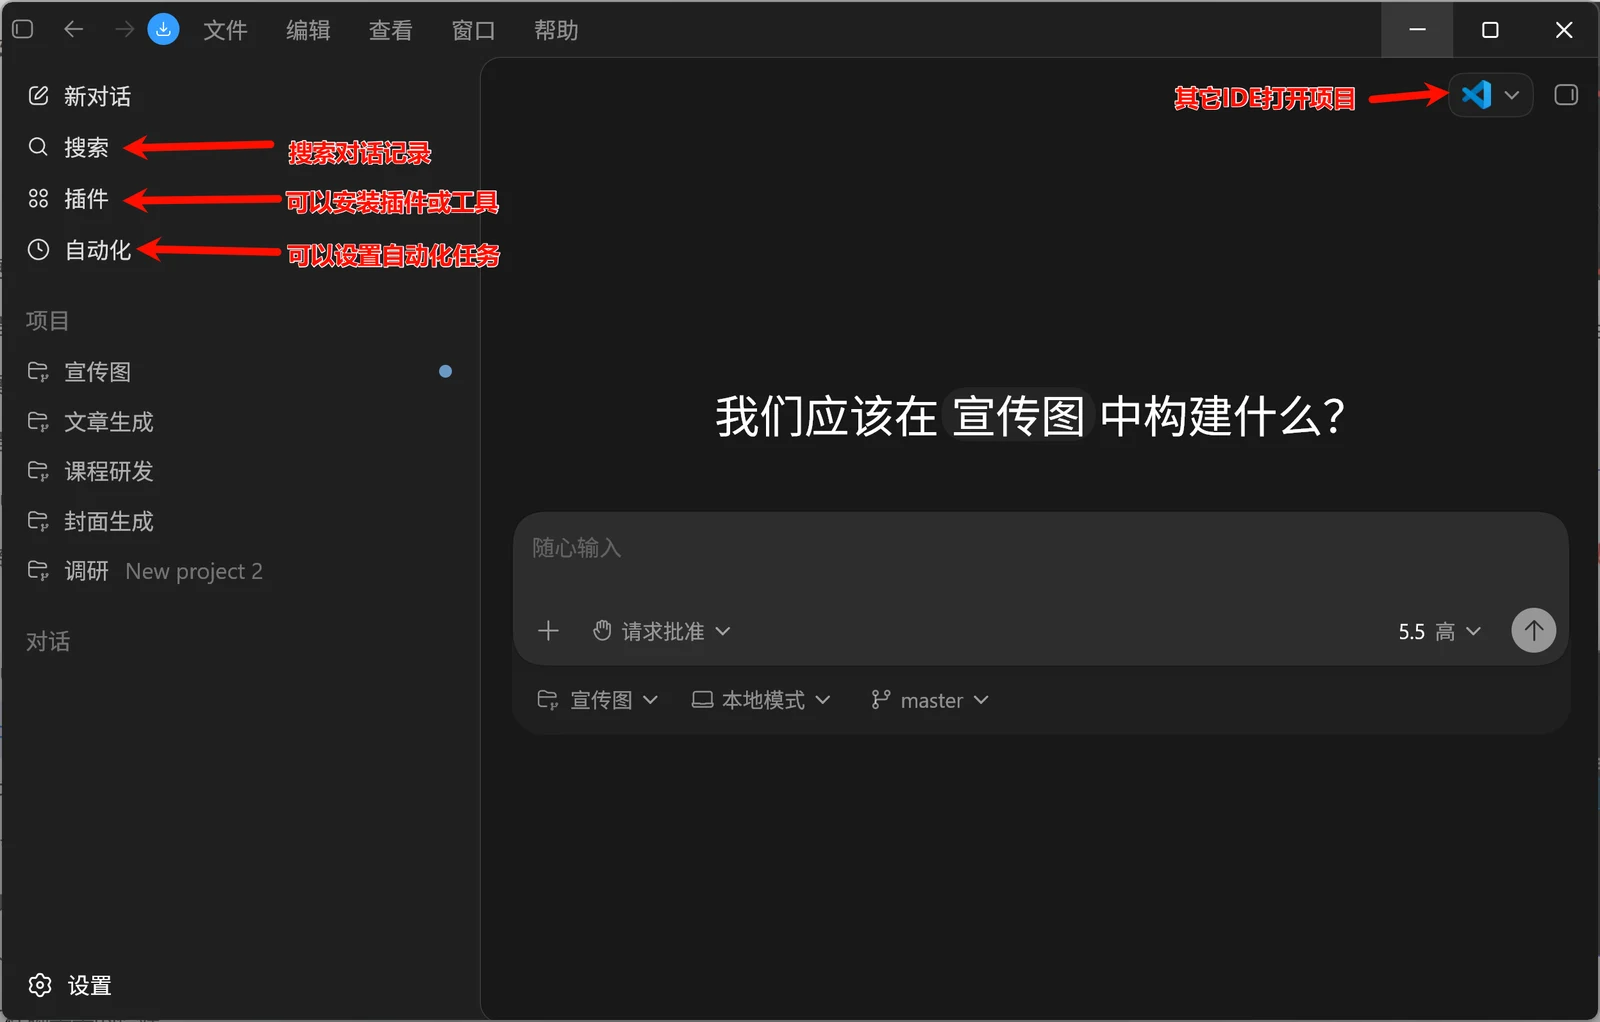 文件 编辑 查看 窗口 帮助
新对话
其它IDE打开项目
搜索 搜索对话记录
插件 可以安装插件或工具
自动化 可以设置自动化任务
项目
宣传图
文章生成
课程研发
封面生成
调研 New project 2
对话
设置
我们应该在 宣传图 中构建什么？
随心输入
请求批准 5.5 高
宣传图 本地模式 master